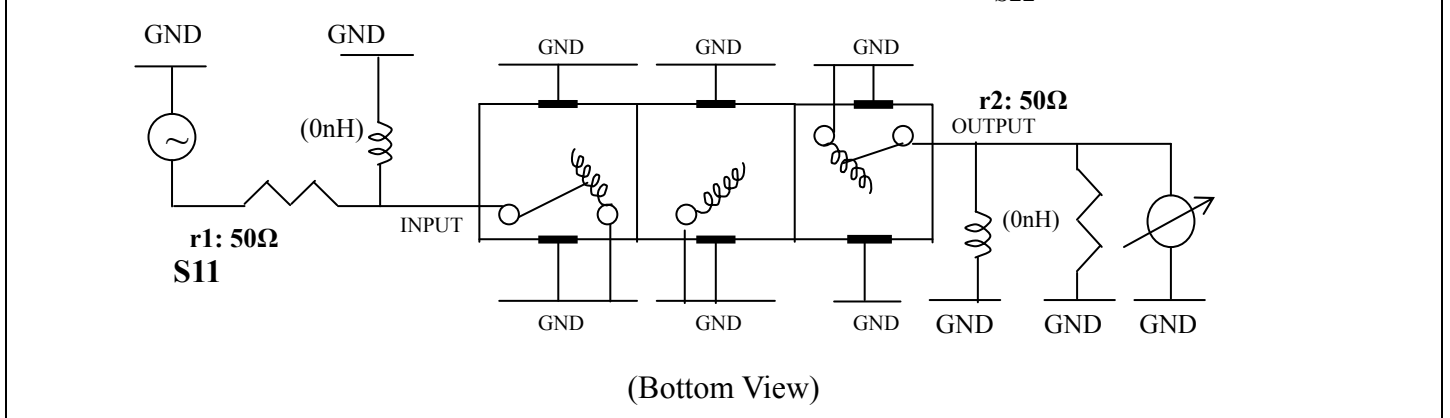 GND
GND
GND
GND
GND
r2: 50Ω
OUTPUT
(0nH)
INPUT
(0nH)
r1: 50Ω
S11
GND
GND
GND
GND
GND
GND
(Bottom View)